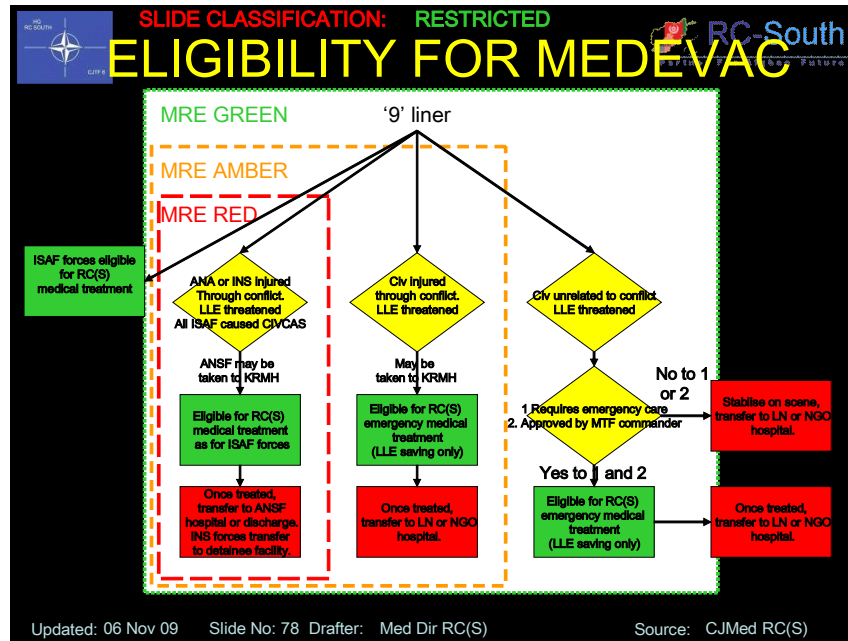 HQ
RC SOUTH
CJTF 6
SLIDE CLASSIFICATION: RESTRICTED
ELIGIBILITY FOR MEDEVAC
RC-South
Future
MRE GREEN
‘9’ liner
MRE AMBER
MRE RED
ISAF forces eligible
for RC(S)
medical treatment
ANA or INS injured
Through conflict.
LLE threatened
All ISAF caused CIVCAS
Civ injured
through conflict.
LLE threatened
Civ unrelated to conflict
LLE threatened
ANSF may be
taken to KRMH
May be
taken to KRMH
No to 1
or 2
Eligible for RC(S)
medical treatment
as for ISAF forces
Eligible for RC(S)
emergency medical
treatment
(LLE saving only)
1 Requires emergency care
2. Approved by MTF commander
Stablise on scene,
transfer to LN or NGO
hospital.
Yes to 1 and 2
Once treated,
transfer to ANSF
hospital or discharge.
INS forces transfer
to detainee facility.
Once treated,
transfer to LN or NGO
hospital.
Eligible for RC(S)
emergency medical
treatment
(LLE saving only)
Once treated,
transfer to LN or NGO
hospital.
Updated: 06 Nov 09 Slide No: 78 Drafter: Med Dir RC(S) Source: CJMed RC(S)